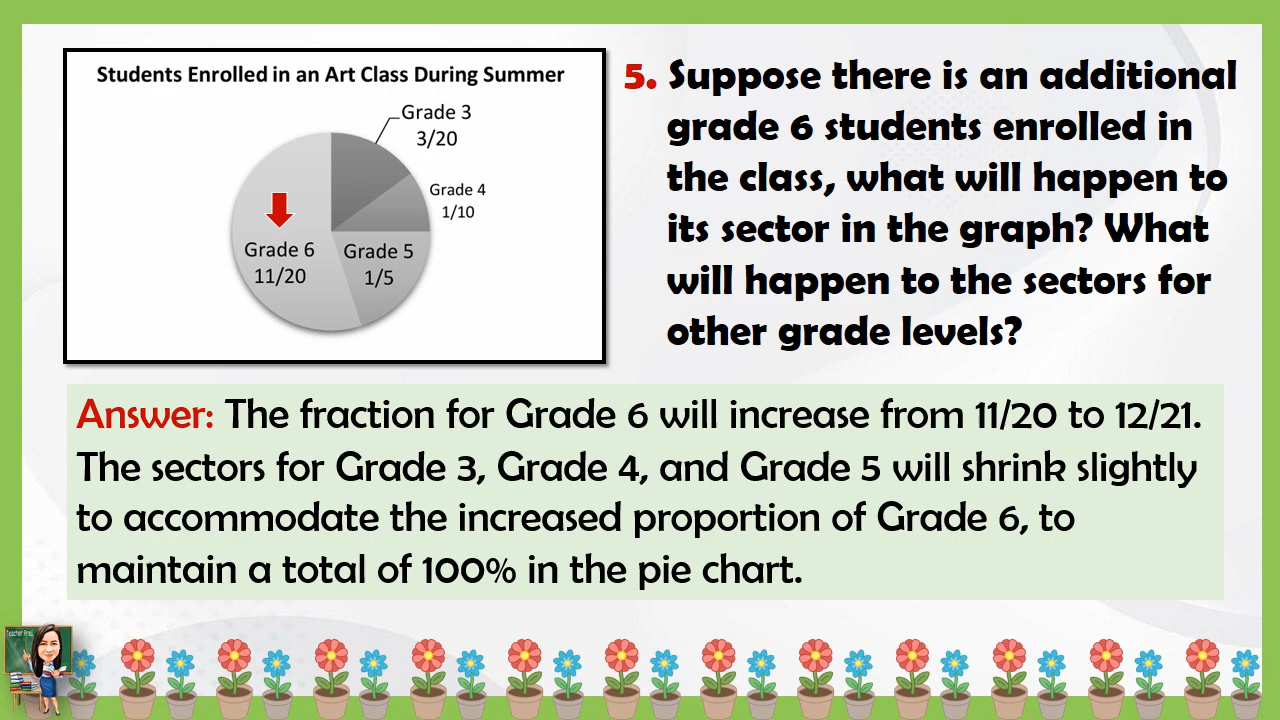 Students Enrolled in an Art Class During Summer
Grade 3
3/20
Grade 4
1/10
Grade 6
11/20
Grade 5
1/5
5. Suppose there is an additional
grade 6 students enrolled in
the class, what will happen to
its sector in the graph? What
will happen to the sectors for
other grade levels?
Answer: The fraction for Grade 6 will increase from 11/20 to 12/21.
The sectors for Grade 3, Grade 4, and Grade 5 will shrink slightly
to accommodate the increased proportion of Grade 6, to
maintain a total of 100% in the pie chart.